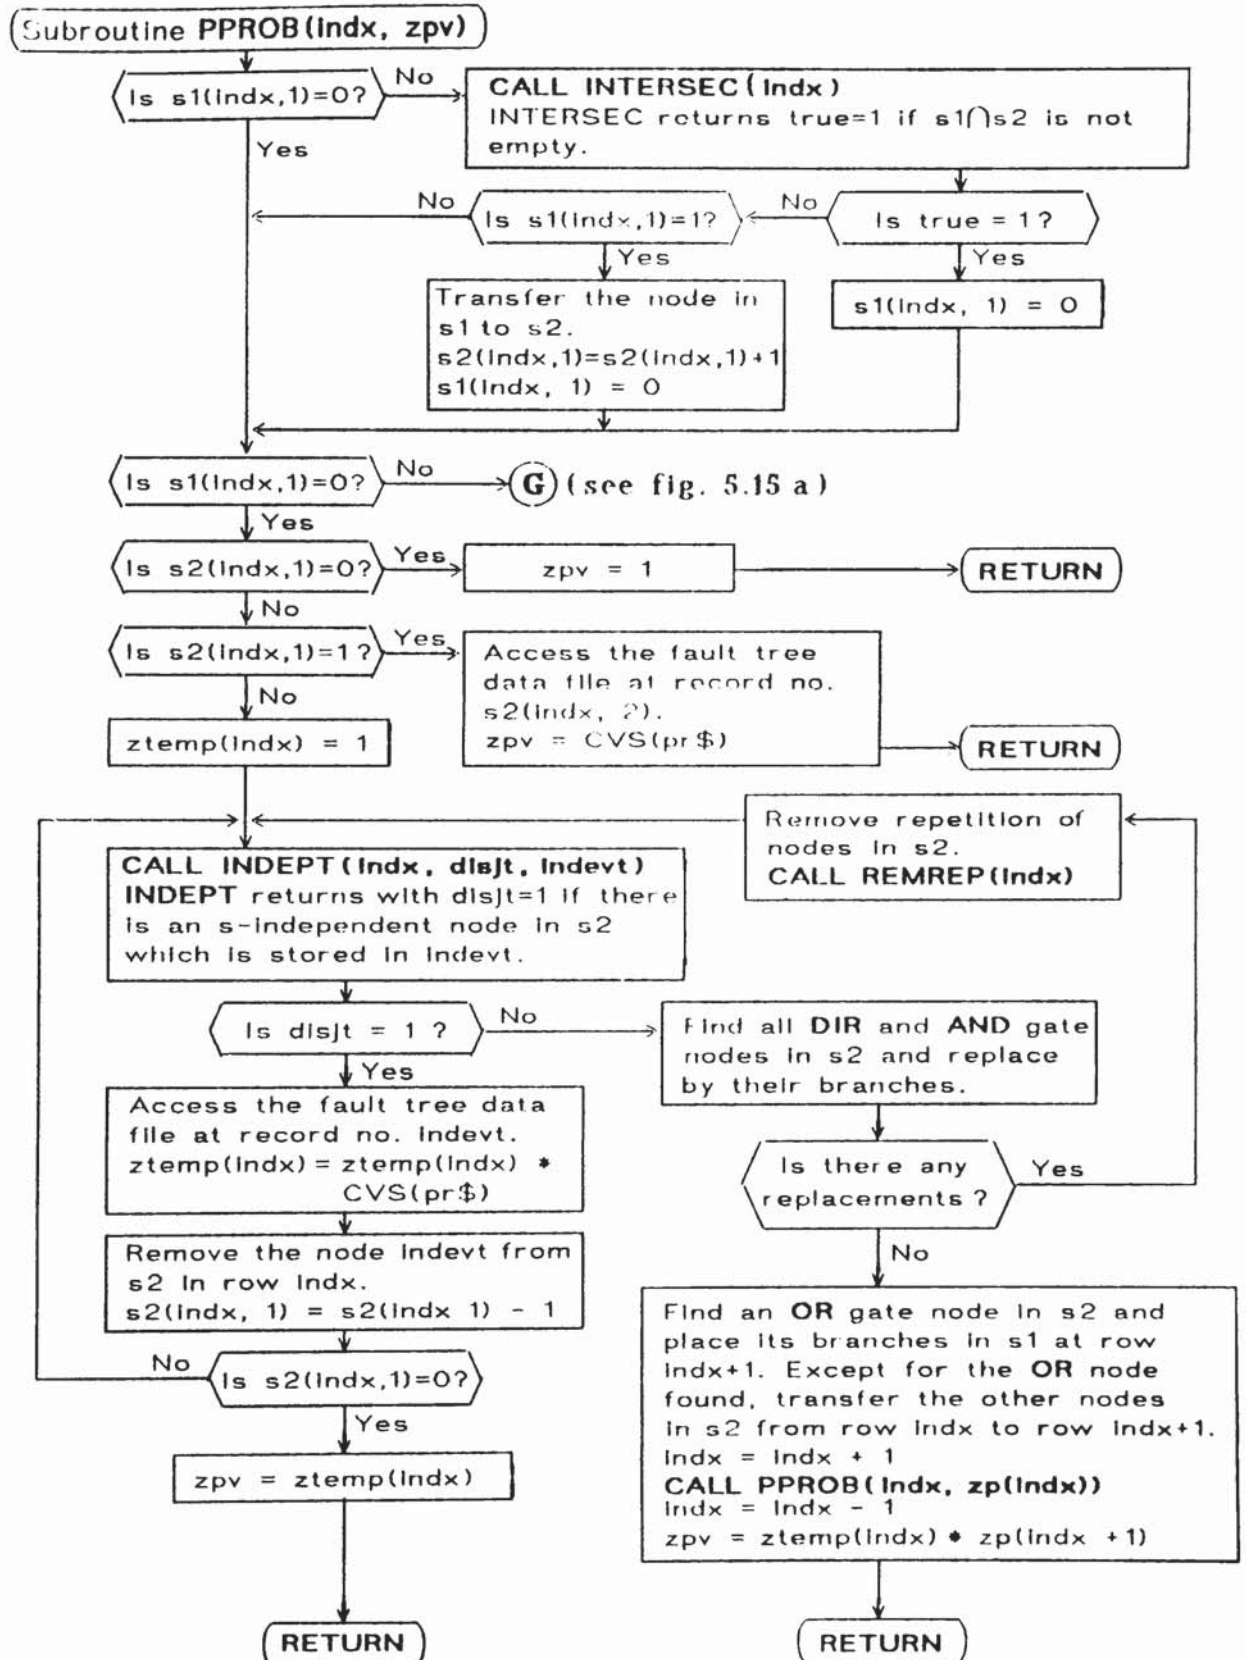 Subroutine PPROB(indx, zpv)
Is s1(indx,1)=0?
No
CALL INTERSEC(indx)
INTERSEC returns true=1 if s1⋂s2 is not
empty.
Yes
No
Is s1(indx,1)=1?
No
Is true = 1?
Yes
Yes
Transfer the node in
s1 to s2.
s2(indx,1)=s2(indx,1)+1
s1(indx, 1) = 0
s1(indx, 1) = 0
Is s1(indx,1)=0?
No
G (see fig. 5.15 a)
Yes
Is s2(indx,1)=0?
Yes
zpv = 1
RETURN
No
Is s2(indx,1)=1?
Yes
Access the fault tree
data file at record no.
s2(indx, 2).
zpv = CVS(pr$)
RETURN
No
ztemp(indx) = 1
Remove repetition of
nodes in s2.
CALL REMREP(indx)
CALL INDEPT(indx, disjt, indevt)
INDEPT returns with disjt=1 if there
is an s-independent node in s2
which is stored in indevt.
Is disjt = 1 ?
No
Find all DIR and AND gate
nodes in s2 and replace
by their branches.
Yes
Access the fault tree data
file at record no. indevt.
ztemp(indx) = ztemp(indx) *
CVS(pr$)
Is there any
replacements ?
Yes
No
Remove the node indevt from
s2 in row indx.
s2(indx, 1) = s2(indx 1) - 1
No
Is s2(indx,1)=0?
Yes
zpv = ztemp(indx)
RETURN
Find an OR gate node in s2 and
place its branches in s1 at row
indx+1. Except for the OR node
found, transfer the other nodes
in s2 from row indx to row indx+1.
indx = indx + 1
CALL PPROB(indx, zp(indx))
indx = indx - 1
zpv = ztemp(indx) * zp(indx +1)
RETURN